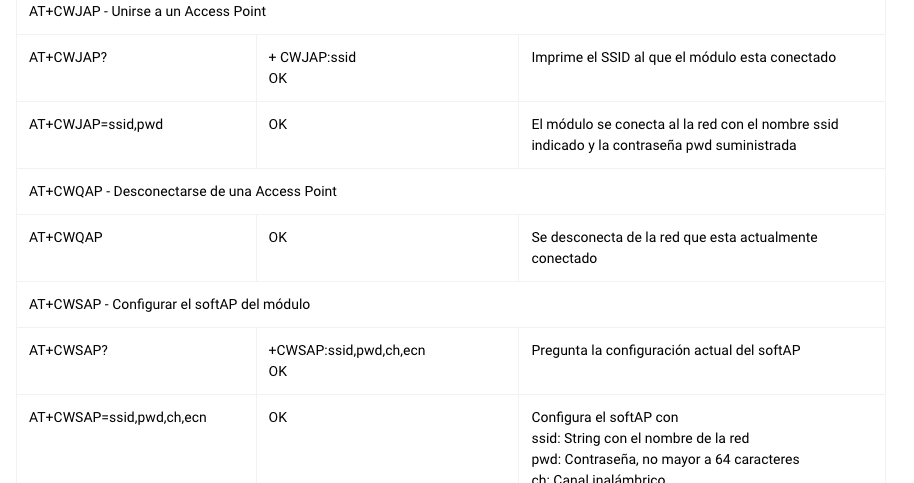 AT+CWJAP - Unirse a un Access Point
AT+CWJAP?
+ CWJAP:ssid
OK
Imprime el SSID al que el módulo esta conectado
AT+CWJAP=ssid,pwd
OK
El módulo se conecta al la red con el nombre ssid
indicado y la contraseña pwd suministrada
AT+CWQAP - Desconectarse de una Access Point
AT+CWQAP
OK
Se desconecta de la red que esta actualmente
conectado
AT+CWSAP - Configurar el softAP del módulo
AT+CWSAP?
+CWSAP:ssid,pwd,ch,ecn
OK
Pregunta la configuración actual del softAP
AT+CWSAP=ssid,pwd,ch,ecn
OK
Configura el softAP con
ssid: String con el nombre de la red
pwd: Contraseña, no mayor a 64 caracteres
ch: Canal inalámbrico